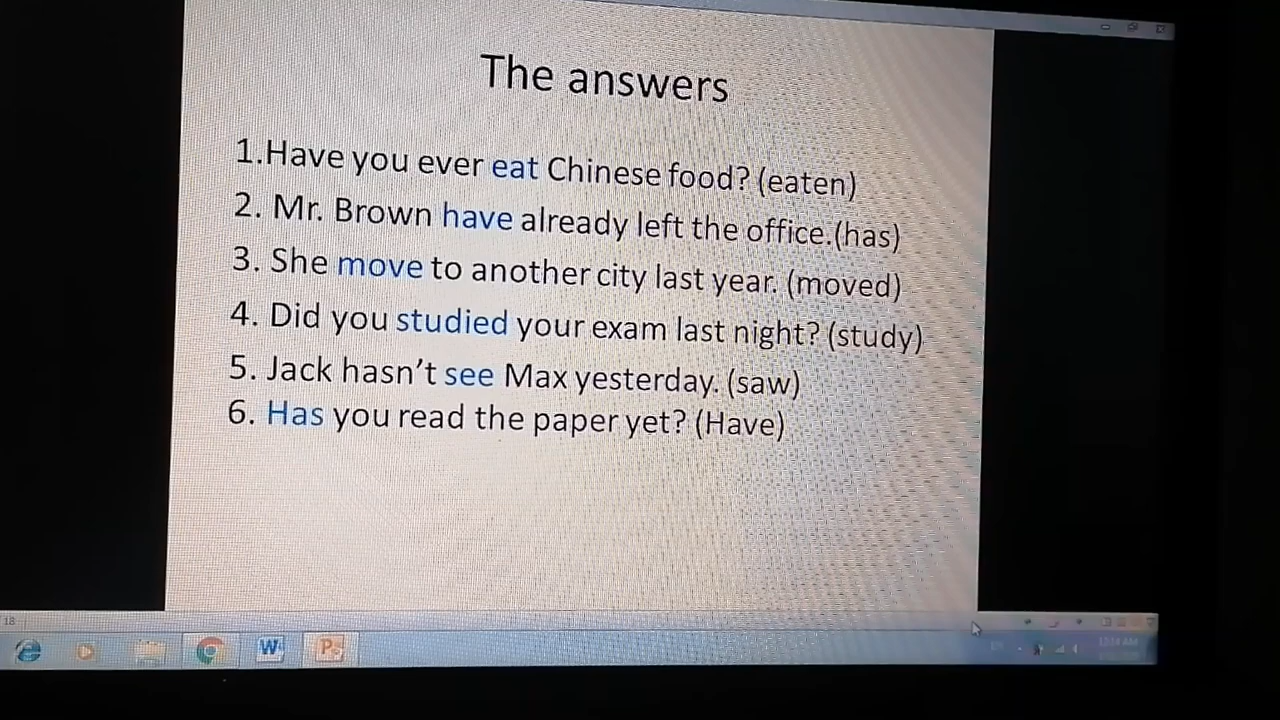 The answers
1.Have you ever eat Chinese food? (eaten)
2. Mr. Brown have already left the office.(has)
3. She move to another city last year. (moved)
4. Did you studied your exam last night? (study)
5. Jack hasn't see Max yesterday. (saw)
6. Has you read the paper yet? (Have)
18